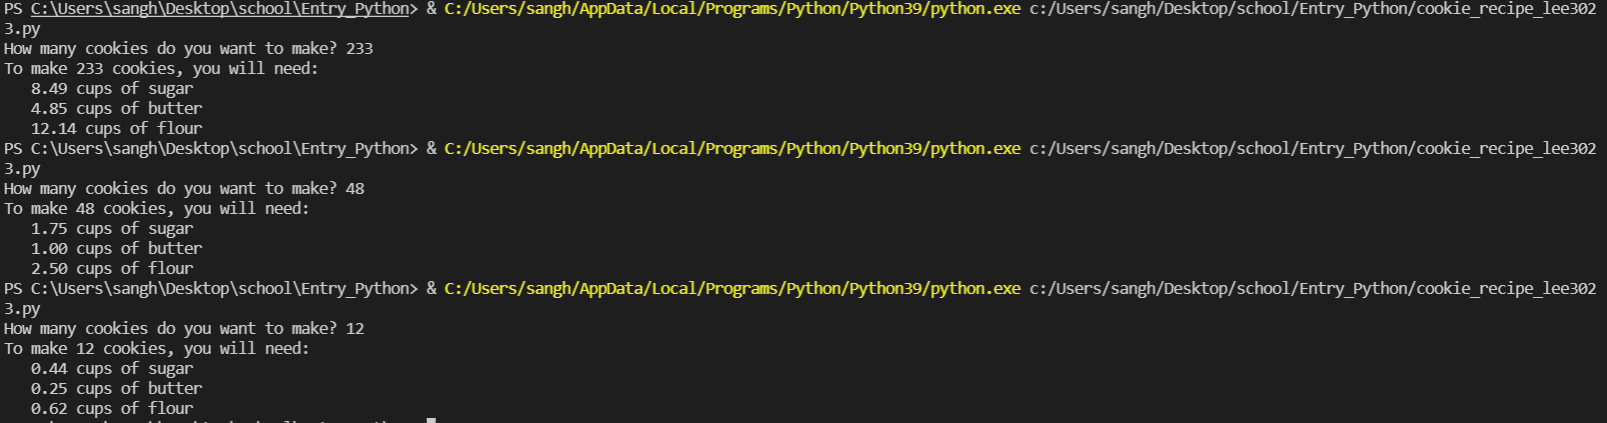 PS C:\Users\sangh\Desktop\school\Entry_Python> & C:/Users/sangh/AppData/Local/Programs/Python/Python39/python.exe c:/Users/sangh/Desktop/school/Entry_Python/cookie_recipe_lee302
3.py
How many cookies do you want to make? 233
To make 233 cookies, you will need:
   8.49 cups of sugar
   4.85 cups of butter
   12.14 cups of flour
PS C:\Users\sangh\Desktop\school\Entry_Python> & C:/Users/sangh/AppData/Local/Programs/Python/Python39/python.exe c:/Users/sangh/Desktop/school/Entry_Python/cookie_recipe_lee302
3.py
How many cookies do you want to make? 48
To make 48 cookies, you will need:
   1.75 cups of sugar
   1.00 cups of butter
   2.50 cups of flour
PS C:\Users\sangh\Desktop\school\Entry_Python> & C:/Users/sangh/AppData/Local/Programs/Python/Python39/python.exe c:/Users/sangh/Desktop/school/Entry_Python/cookie_recipe_lee302
3.py
How many cookies do you want to make? 12
To make 12 cookies, you will need:
   0.44 cups of sugar
   0.25 cups of butter
   0.62 cups of flour